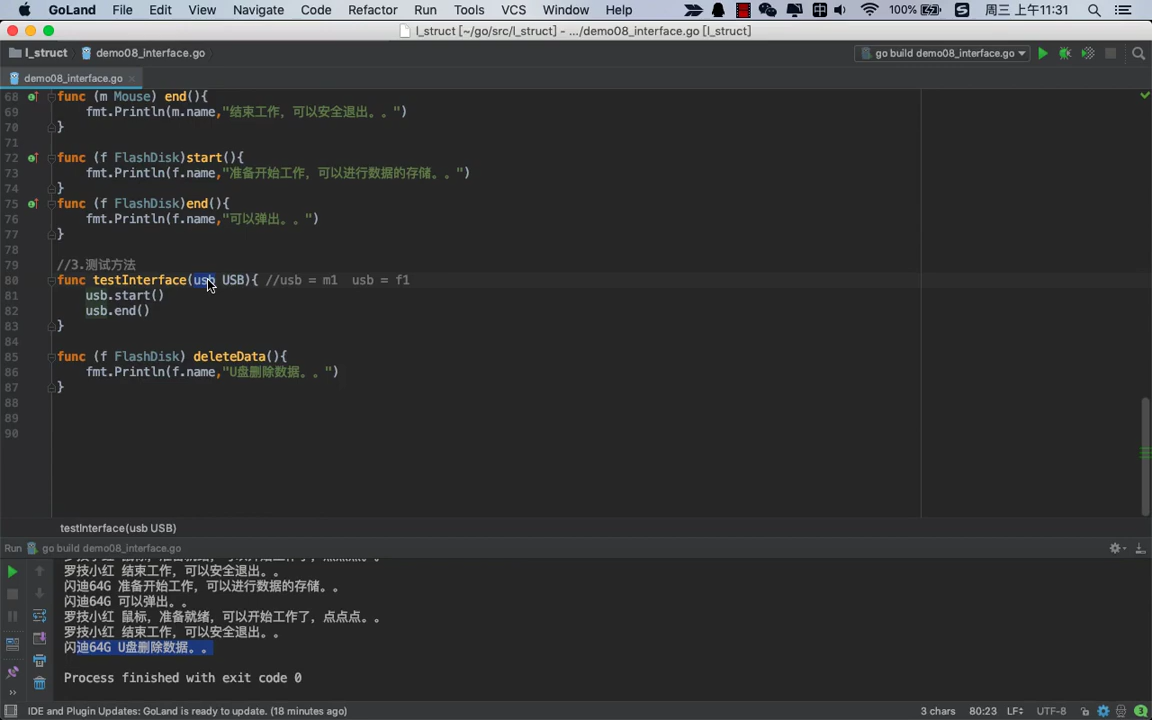 GoLand File Edit View Navigate Code Refactor Run Tools VCS Window Help 100% 周三 上午11:31
l_struct [~/go/src/l_struct] - .../demo08_interface.go [l_struct]
l_struct demo08_interface.go go build demo08_interface.go
demo08_interface.go
68 func (m Mouse) end(){
69 fmt.Println(m.name,"结束工作，可以安全退出。。")
70 }
71
72 func (f FlashDisk)start(){
73 fmt.Println(f.name,"准备开始工作，可以进行数据的存储。。")
74 }
75 func (f FlashDisk)end(){
76 fmt.Println(f.name,"可以弹出。。")
77 }
78
79 //3.测试方法
80 func testInterface(usb USB){ //usb = m1 usb = f1
81 usb.start()
82 usb.end()
83 }
84
85 func (f FlashDisk) deleteData(){
86 fmt.Println(f.name,"U盘删除数据。。")
87 }
88
89
90
testInterface(usb USB)
Run go build demo08_interface.go
罗技小红 结束工作，可以安全退出。。
闪迪64G 准备开始工作，可以进行数据的存储。。
闪迪64G 可以弹出。。
罗技小红 鼠标，准备就绪，可以开始工作了，点点点。。
罗技小红 结束工作，可以安全退出。。
闪迪64G U盘删除数据。。
Process finished with exit code 0
IDE and Plugin Updates: GoLand is ready to update. (18 minutes ago) 3 chars 80:23 LF UTF-8